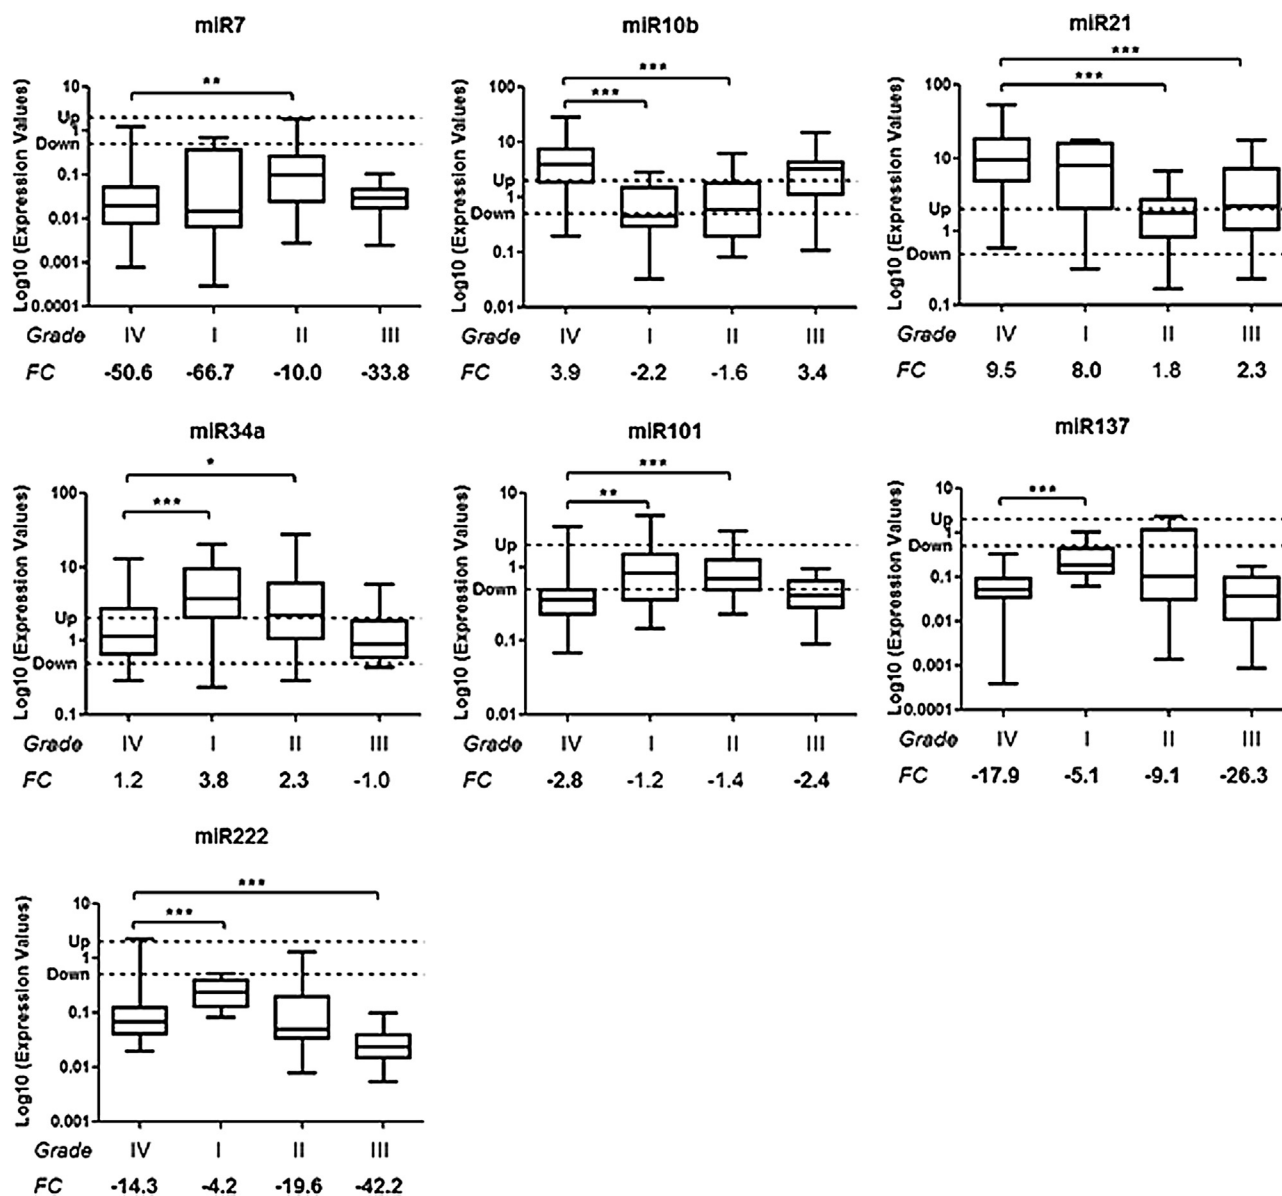 miR7
**
Log10 (Expression Values)
10
Up
1
Down
0.1
0.01
0.001
0.0001
Grade IV I II III
FC -50.6 -66.7 -10.0 -33.8
miR10b
***
***
Log10 (Expression Values)
100
10
Up
1
Down
0.1
0.01
IV I II III
3.9 -2.2 -1.6 3.4
miR21
***
***
Log10 (Expression Values)
100
10
Up
1
Down
0.1
Grade IV I II III
FC 9.5 8.0 1.8 2.3
miR34a
*
***
Log10 (Expression Values)
100
10
Up
1
Down
0.1
Grade IV I II III
FC 1.2 3.8 2.3 -1.0
miR101
***
**
Log10 (Expression Values)
10
Up
1
Down
0.1
0.01
IV I II III
-2.8 -1.2 -1.4 -2.4
miR137
***
Log10 (Expression Values)
10
Up
1
Down
0.1
0.01
0.001
0.0001
Grade IV I II III
FC -17.9 -5.1 -9.1 -26.3
miR222
***
***
Log10 (Expression Values)
10
Up
1
Down
0.1
0.01
0.001
Grade IV I II III
FC -14.3 -4.2 -19.6 -42.2